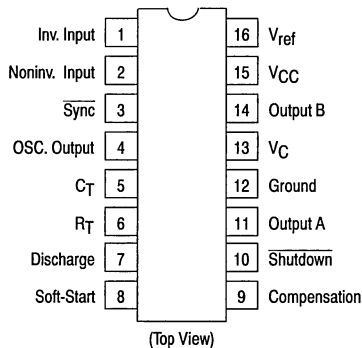 Inv. Input 1 16 Vref
Noninv. Input 2 15 VCC
Sync 3 14 Output B
OSC. Output 4 13 VC
CT 5 12 Ground
RT 6 11 Output A
Discharge 7 10 Shutdown
Soft-Start 8 9 Compensation
(Top View)